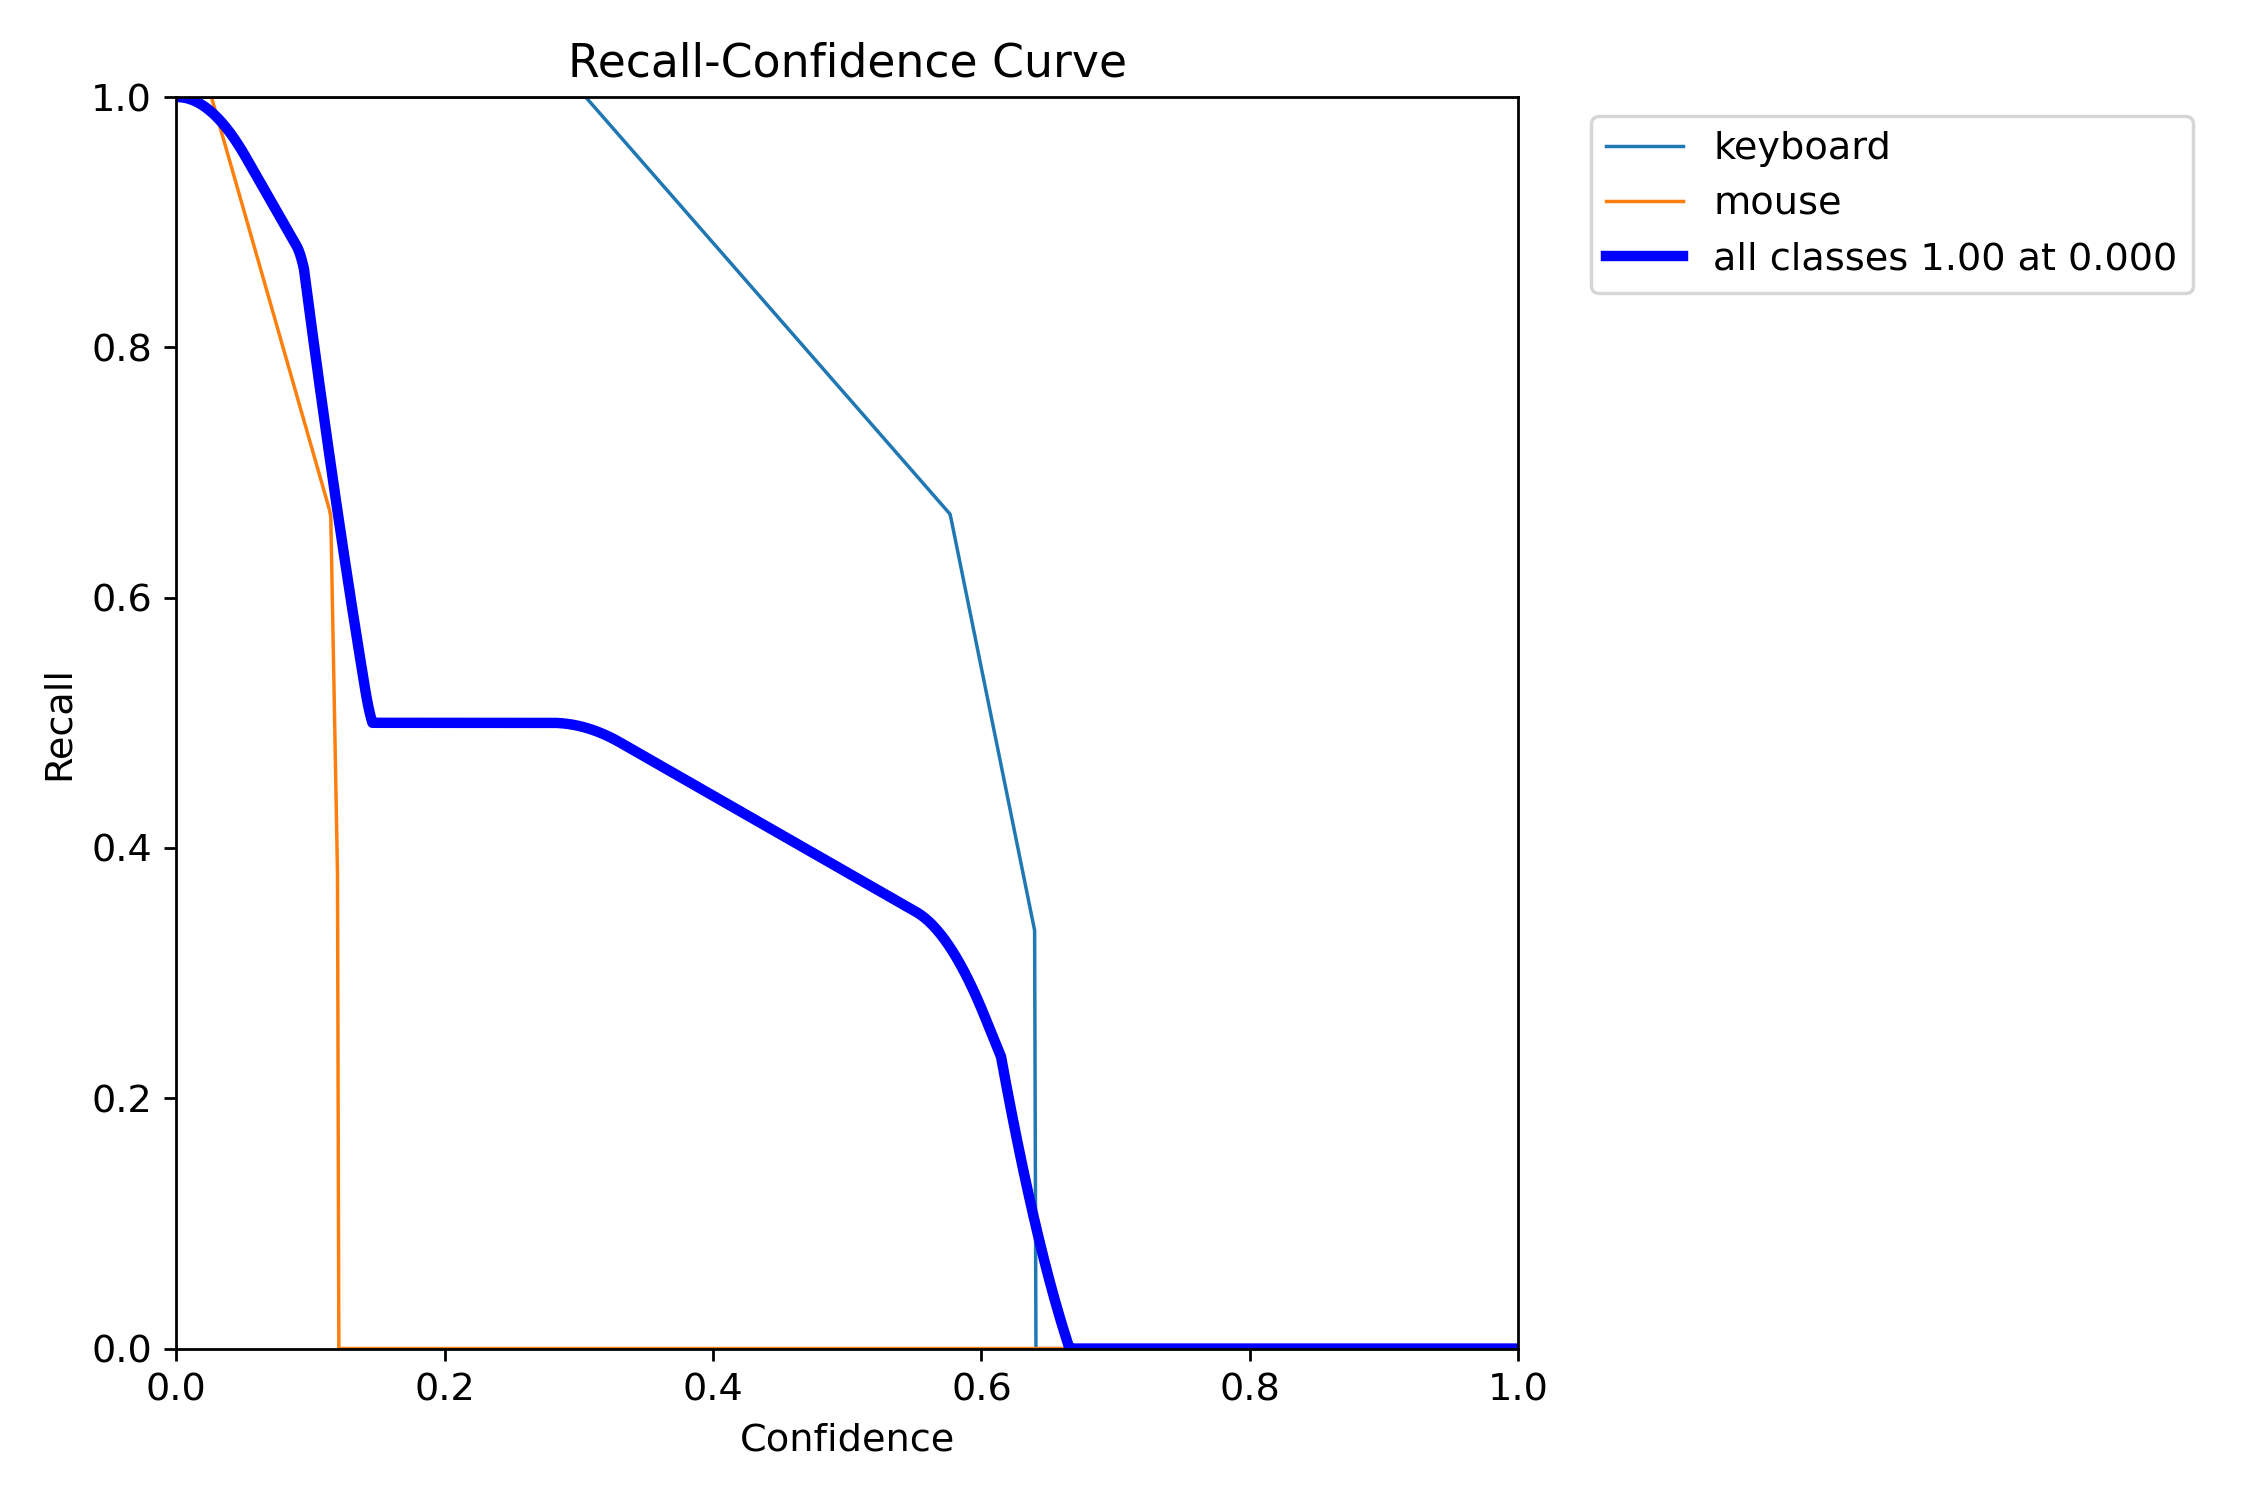 Recall-Confidence Curve
keyboard
mouse
all classes 1.00 at 0.000
1.0
0.8
0.6
0.4
0.2
0.0
Recall
0.0 0.2 0.4 0.6 0.8 1.0
Confidence